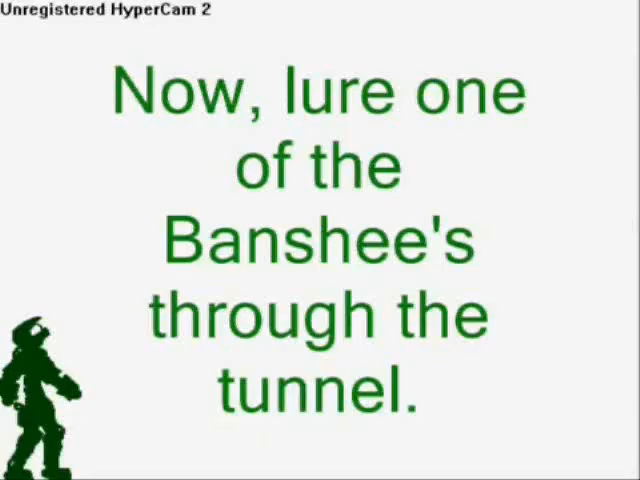 Unregistered HyperCam 2
Now, lure one
of the
Banshee's
through the
tunnel.